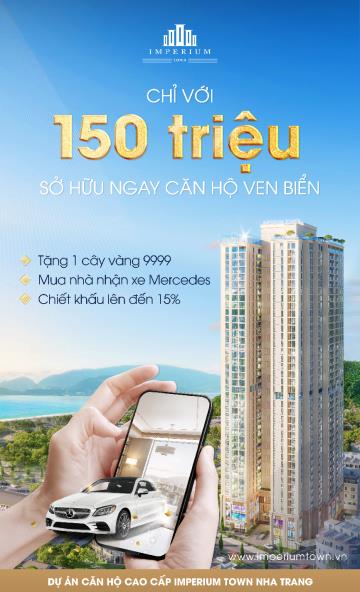 IMPERIUM
TOWN
CHỈ VỚI
150 triệu
SỞ HỮU NGAY CĂN HỘ VEN BIỂN
Tặng 1 cây vàng 9999
Mua nhà nhận xe Mercedes
Chiết khấu lên đến 15%
www.imperiumtown.vn
DỰ ÁN CĂN HỘ CAO CẤP IMPERIUM TOWN NHA TRANG